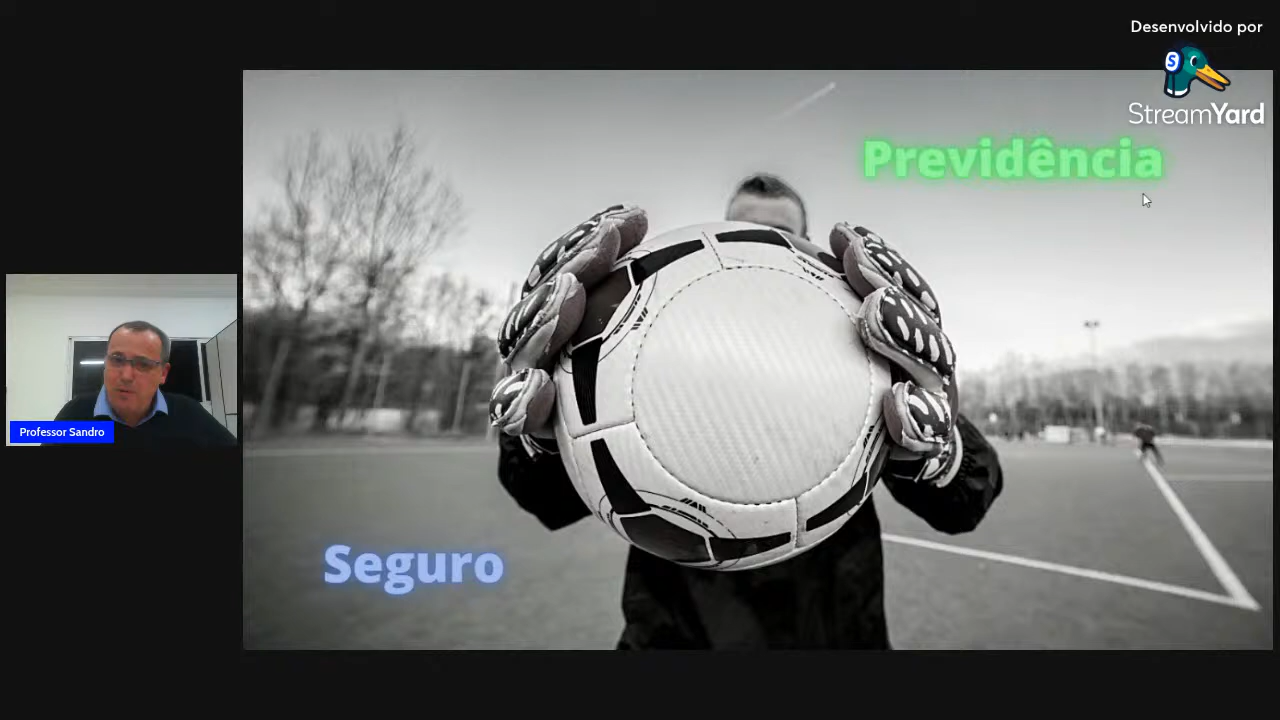 Desenvolvido por
StreamYard
Previdência
Professor Sandro
Seguro